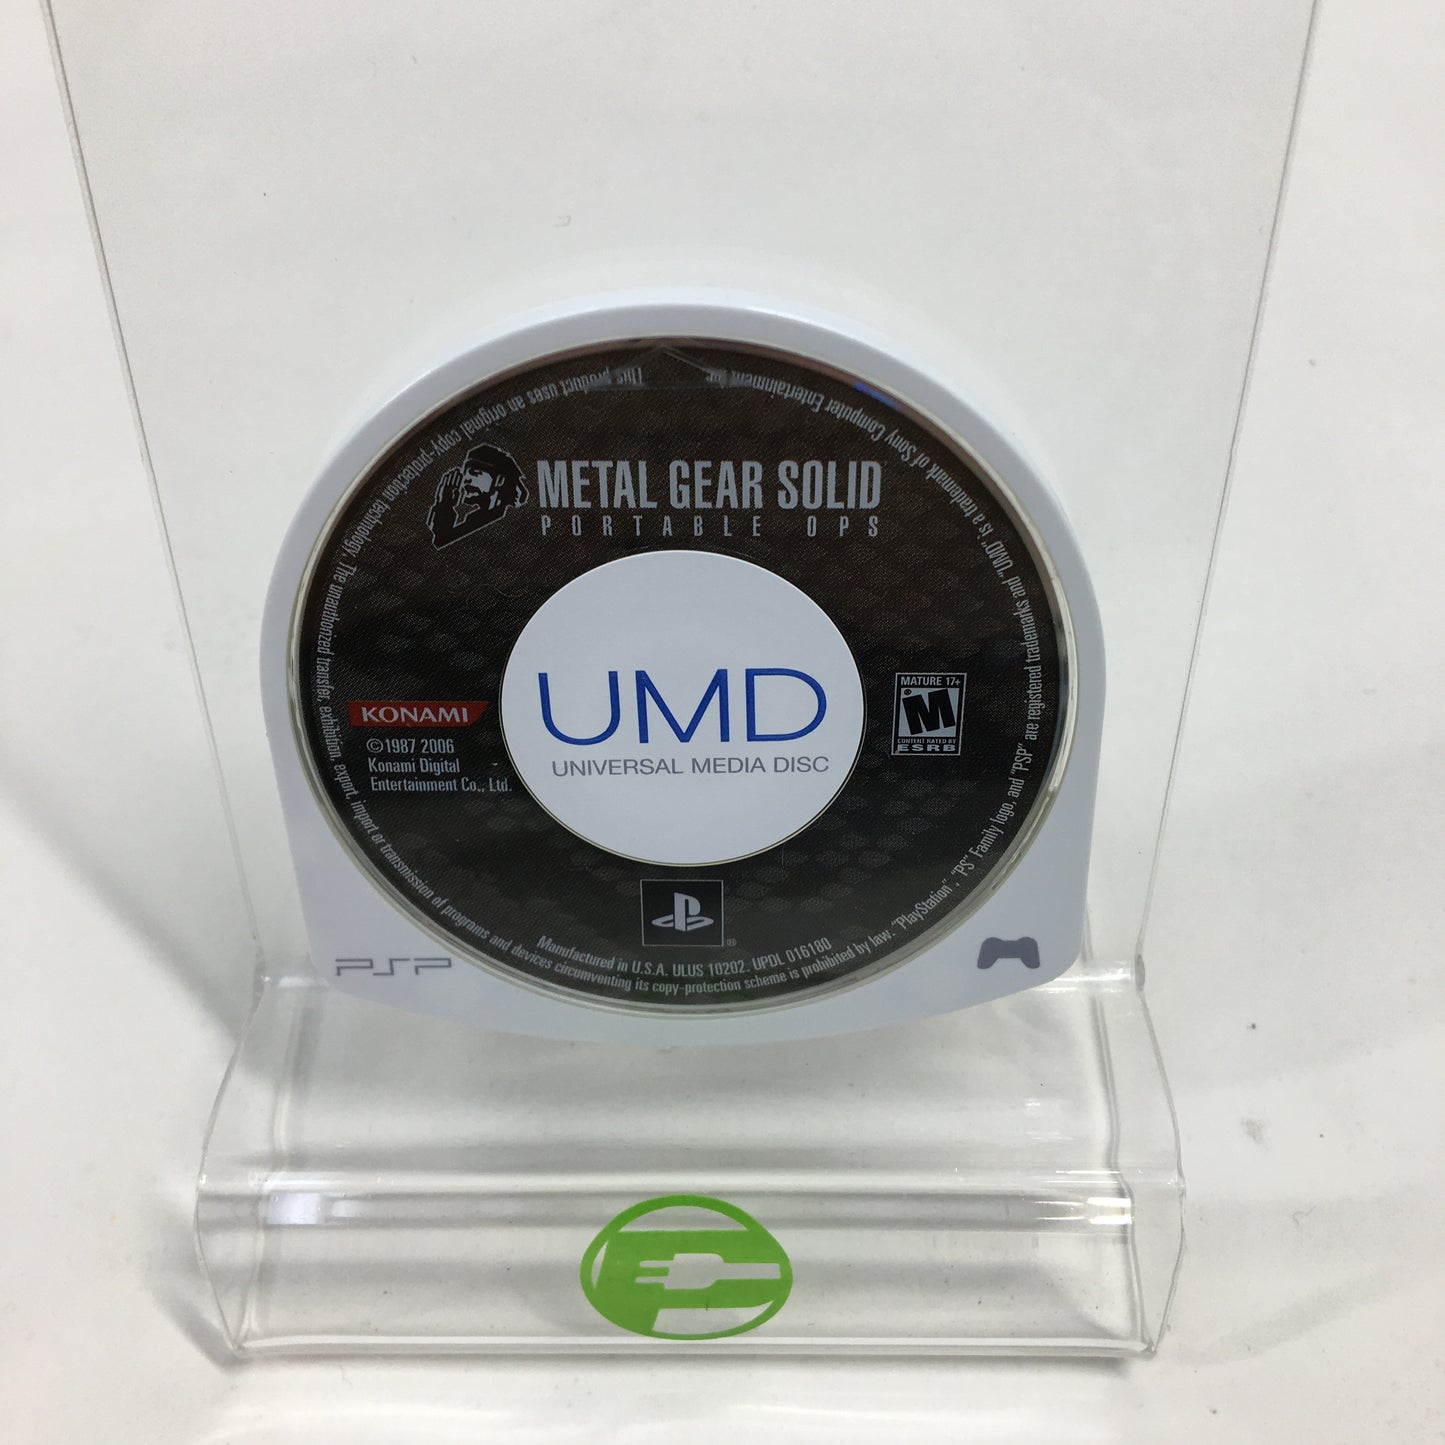 METAL GEAR SOLID
PORTABLE OPS
UMD
UNIVERSAL MEDIA DISC
KONAMI
©1987 2006
Konami Digital
Entertainment Co., Ltd.
MATURE 17+
M
CONTENT RATED BY
ESRB
®
Manufactured in U.S.A. ULUS 10202. UPDL 016180
This product uses an original copy-protection technology. The unauthorized transfer, exhibition, export, import or transmission of programs and devices circumventing its copy-protection scheme is prohibited by law. "PlayStation", "PS" Family logo, and "PSP" are registered trademarks and "UMD" is a trademark of Sony Computer Entertainment
PSP